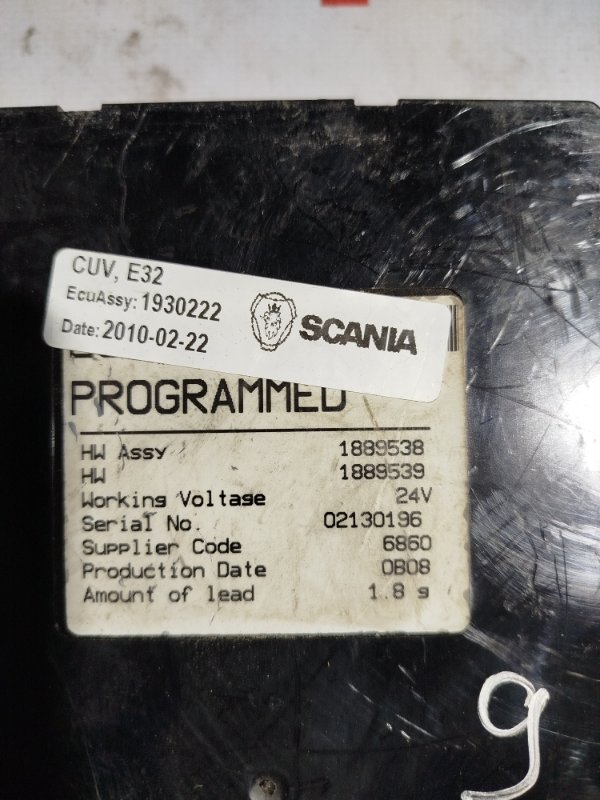 CUV, E32
EcuAssy: 1930222
Date: 2010-02-22
SCANIA
PROGRAMMED
HW Assy 1889538
HW 1889539
Working Voltage 24V
Serial No. 02130196
Supplier Code 6860
Production Date 0808
Amount of lead 1.8 g
9